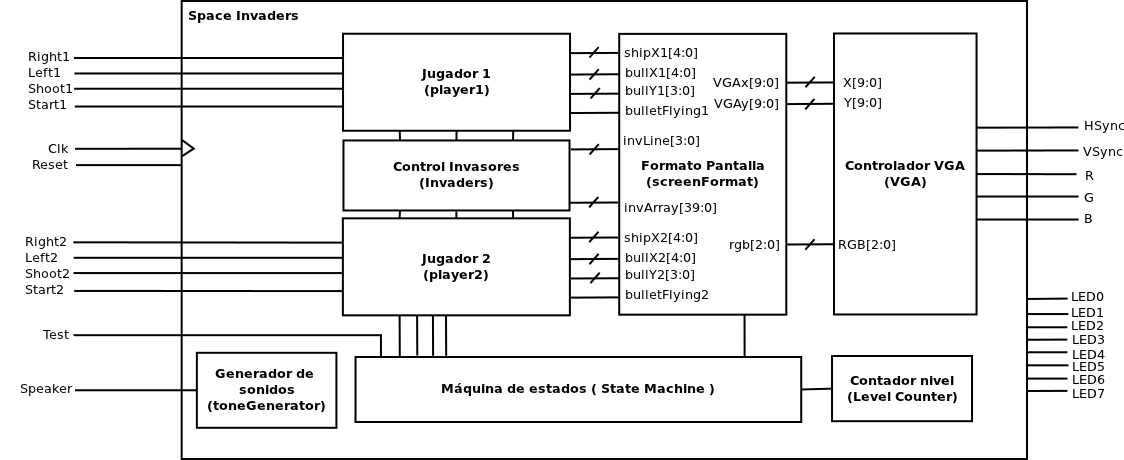 Space Invaders
Right1
Left1
Shoot1
Start1
Clk
Reset
Right2
Left2
Shoot2
Start2
Test
Speaker
Jugador 1
(player1)
Control Invasores
(Invaders)
Jugador 2
(player2)
shipX1[4:0]
bullX1[4:0]
bullY1[3:0]
bulletFlying1
invLine[3:0]
invArray[39:0]
shipX2[4:0]
bullX2[4:0]
bullY2[3:0]
bulletFlying2
Formato Pantalla
(screenFormat)
VGAx[9:0]
VGAy[9:0]
rgb[2:0]
X[9:0]
Y[9:0]
Controlador VGA
(VGA)
RGB[2:0]
HSync
VSync
R
G
B
LED0
LED1
LED2
LED3
LED4
LED5
LED6
LED7
Generador de
sonidos
(toneGenerator)
Máquina de estados ( State Machine )
Contador nivel
(Level Counter)